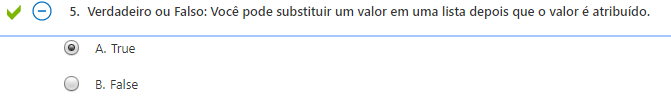 5. Verdadeiro ou Falso: Você pode substituir um valor em uma lista depois que o valor é atribuído.
A. True
B. False